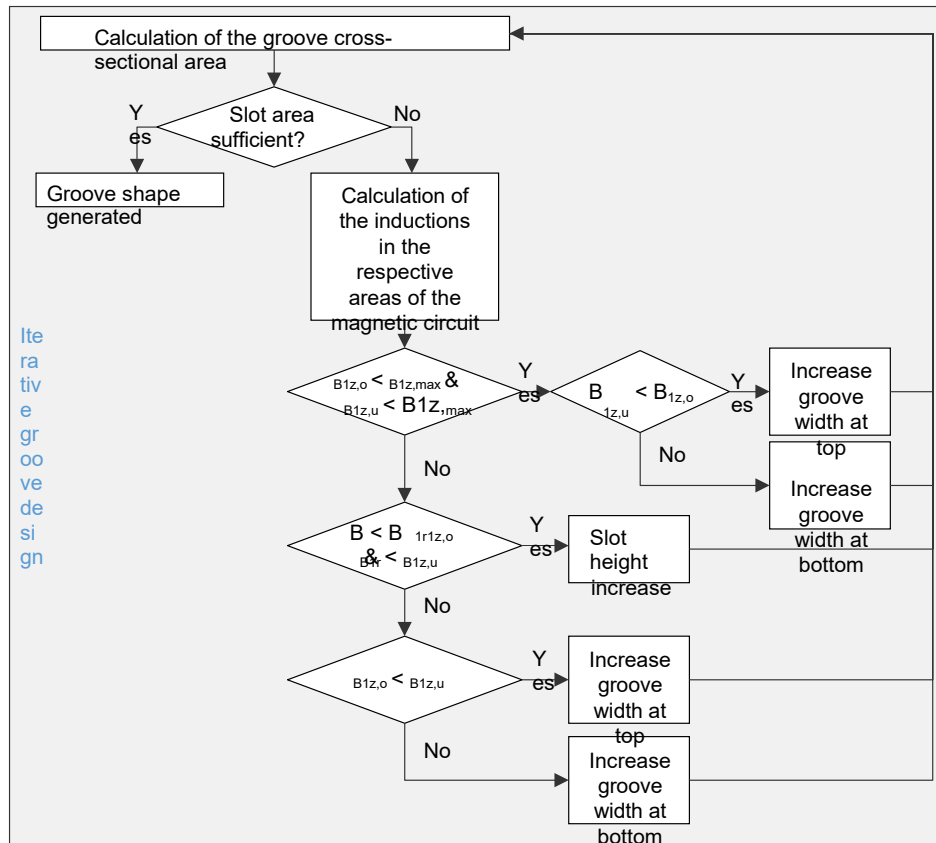 Calculation of the groove cross-
sectional area
Slot area
sufficient?
Y
es
No
Groove shape
generated
Calculation of
the inductions
in the
respective
areas of the
magnetic circuit
Ite
ra
tiv
e
gr
oo
ve
de
si
gn
B1z,o < B1z,max &
B1z,u < B1z,max
Y
es
B
1z,u < B1z,o
Y
es
Increase
groove
width at
top
No
Increase
groove
width at
bottom
No
B < B 1r1z,o
&
B1r < B1z,u
Y
es
Slot
height
increase
No
B1z,o < B1z,u
Y
es
Increase
groove
width at
top
No
Increase
groove
width at
bottom